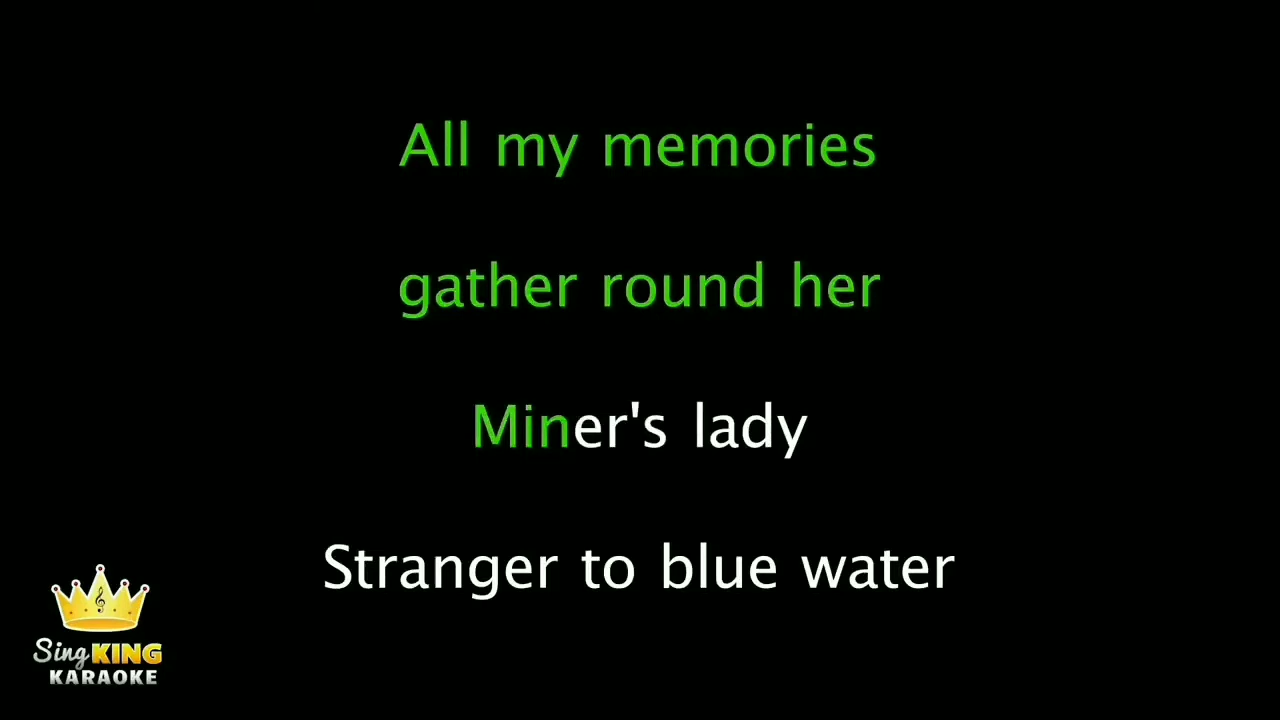 All my memories
gather round her
Miner's lady
Stranger to blue water
Sing KING
KARAOKE